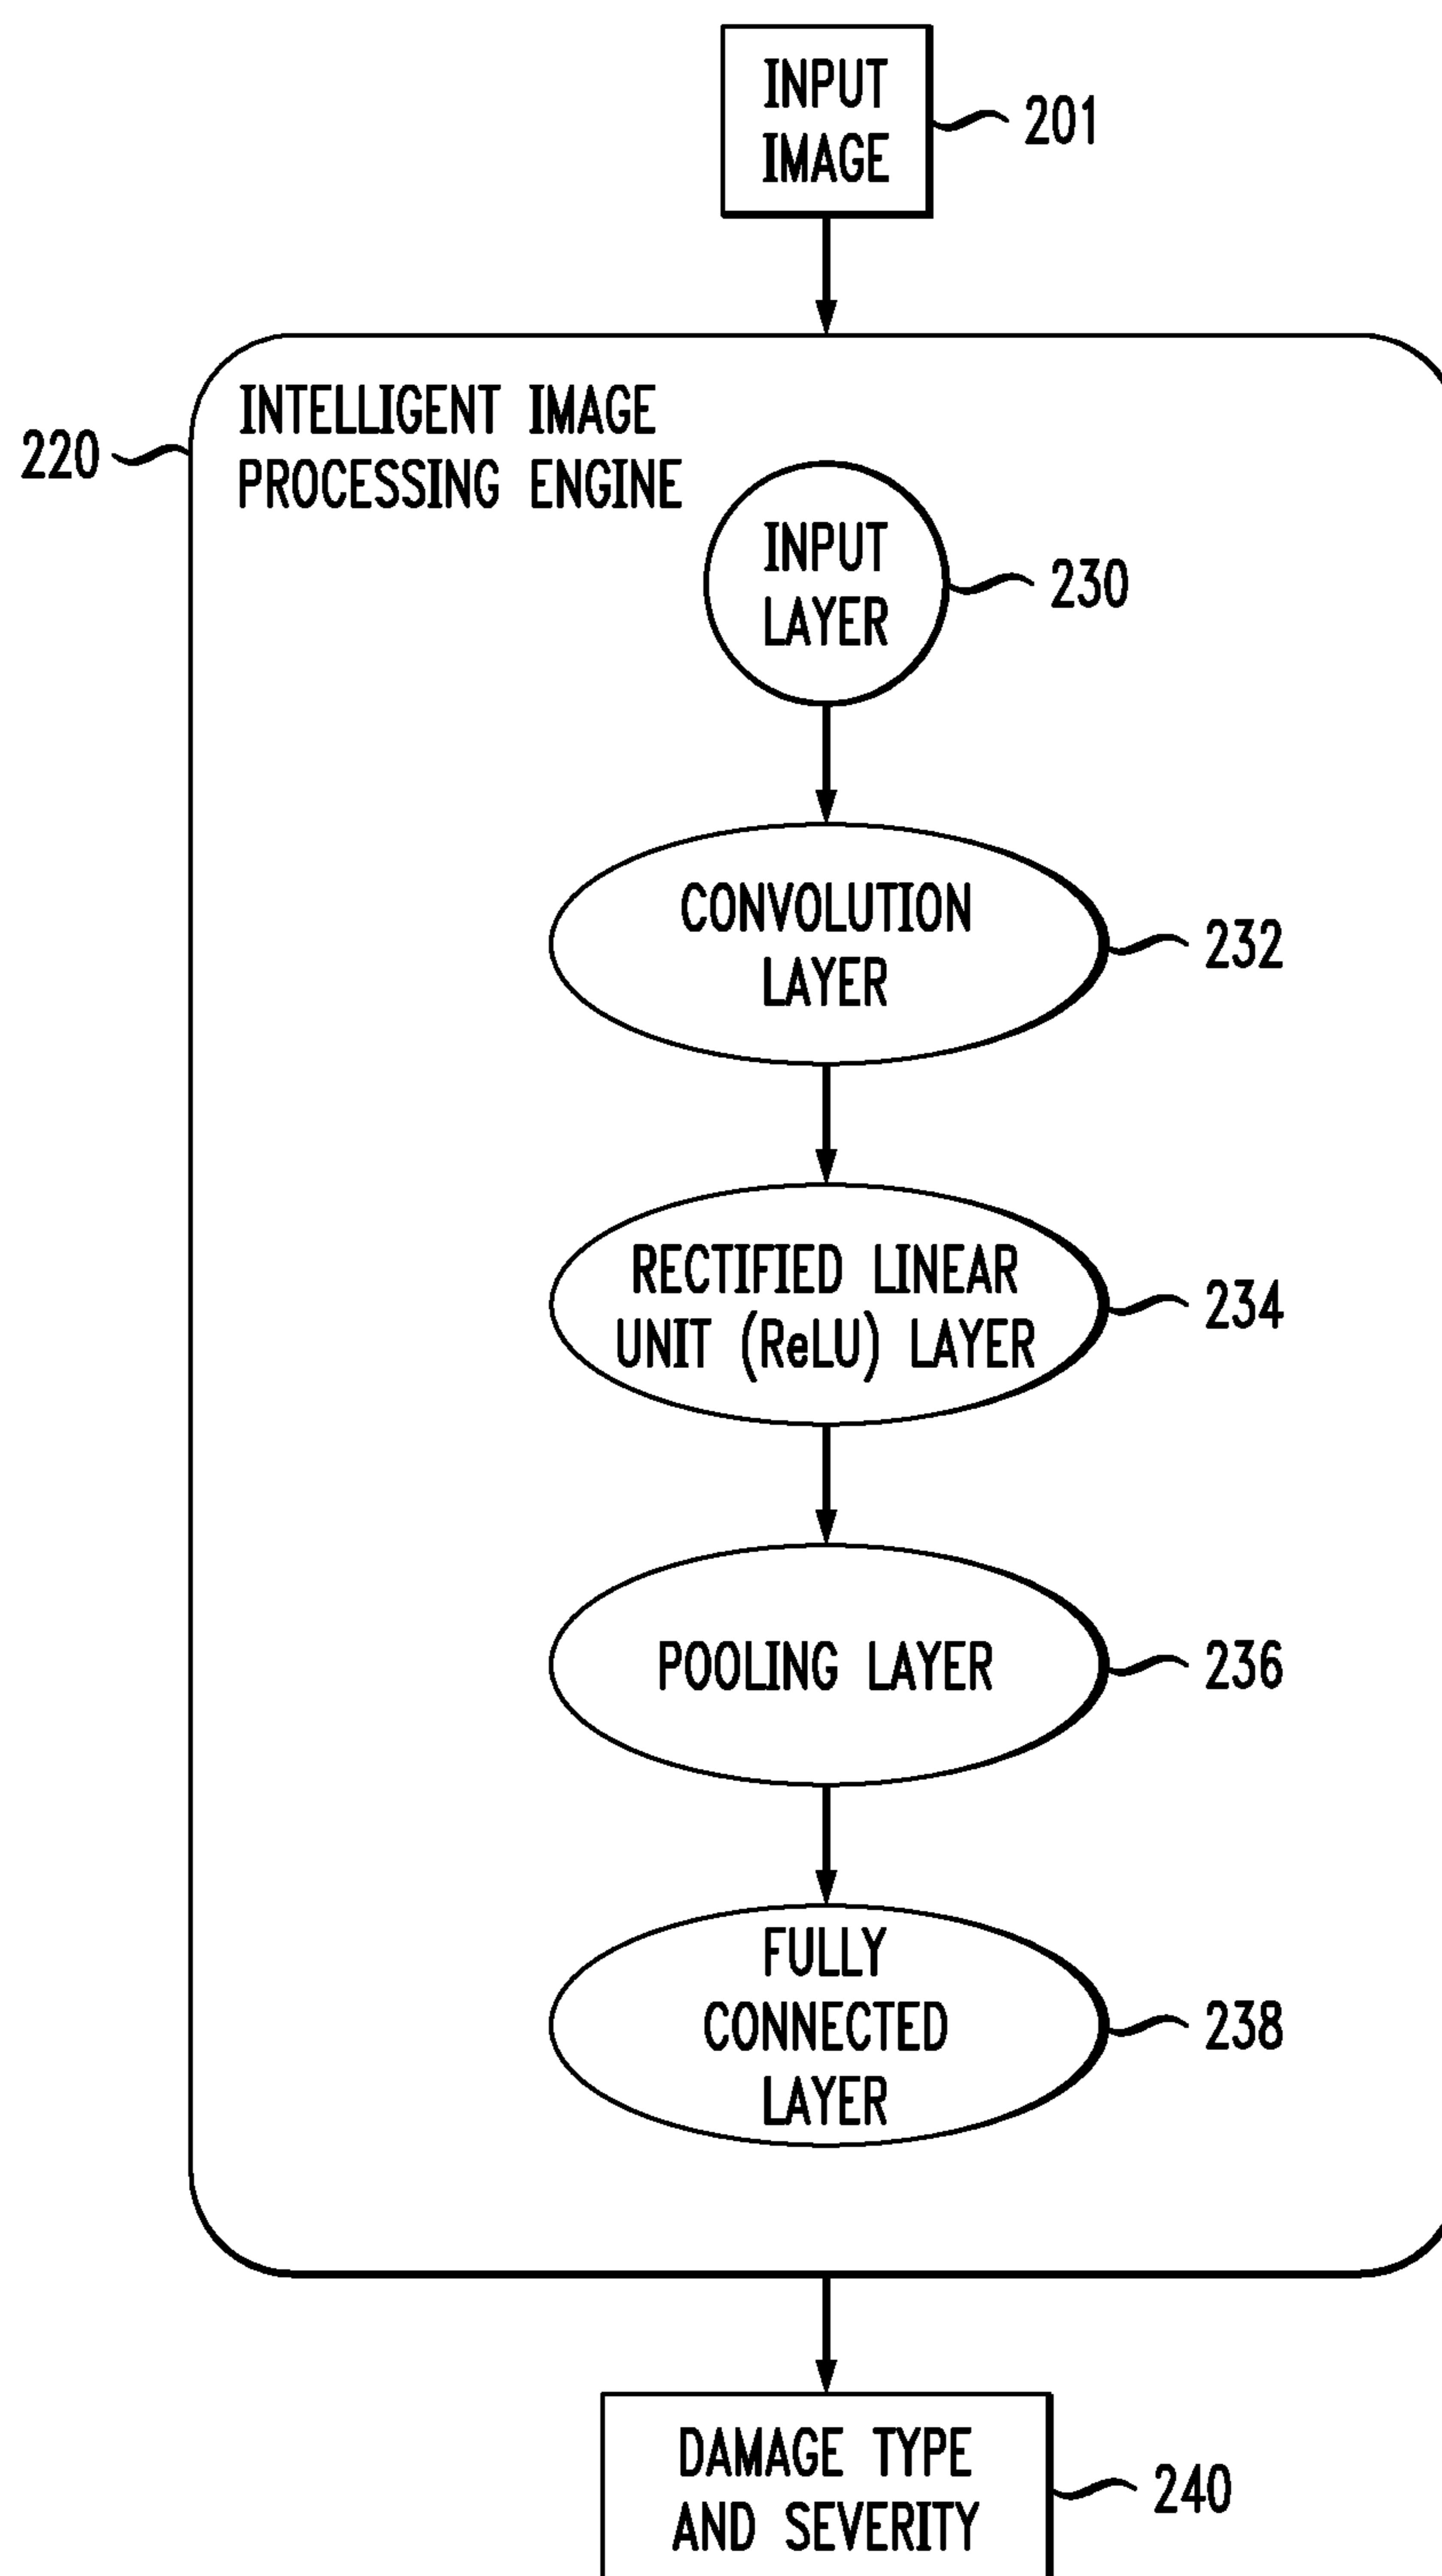 INPUT
IMAGE
201
INTELLIGENT IMAGE
PROCESSING ENGINE
220
INPUT
LAYER
230
CONVOLUTION
LAYER
232
RECTIFIED LINEAR
UNIT (ReLU) LAYER
234
POOLING LAYER
236
FULLY
CONNECTED
LAYER
238
DAMAGE TYPE
AND SEVERITY
240